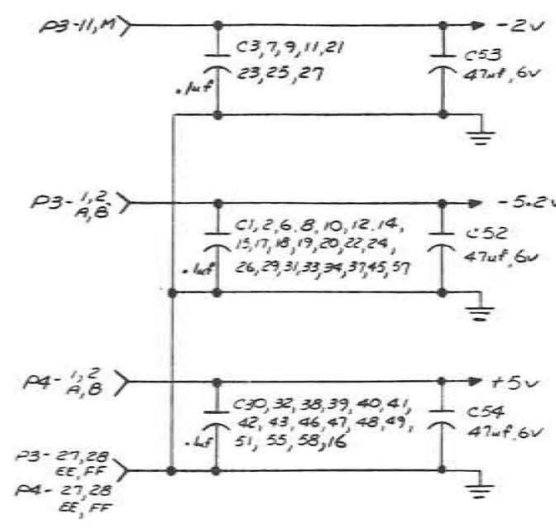 P3-11,M
-2v
C3,7,9,11,21
23,25,27
.1uf
C53
47uf,6v
P3-1,2
A,B
-5.2v
C1,2,6.8,10,12.14,
15,17,18,19,20,22,24,
26,29,31,33,34,37,45,57
.1uf
C52
47uf,6v
P4-1,2
A,B
+5v
C30,32,38,39,40,41,
42,43,46,47,48,49,
51,55,58,16
.1uf
C54
47uf,6v
P3-27,28
EE,FF
P4-27,28
EE,FF